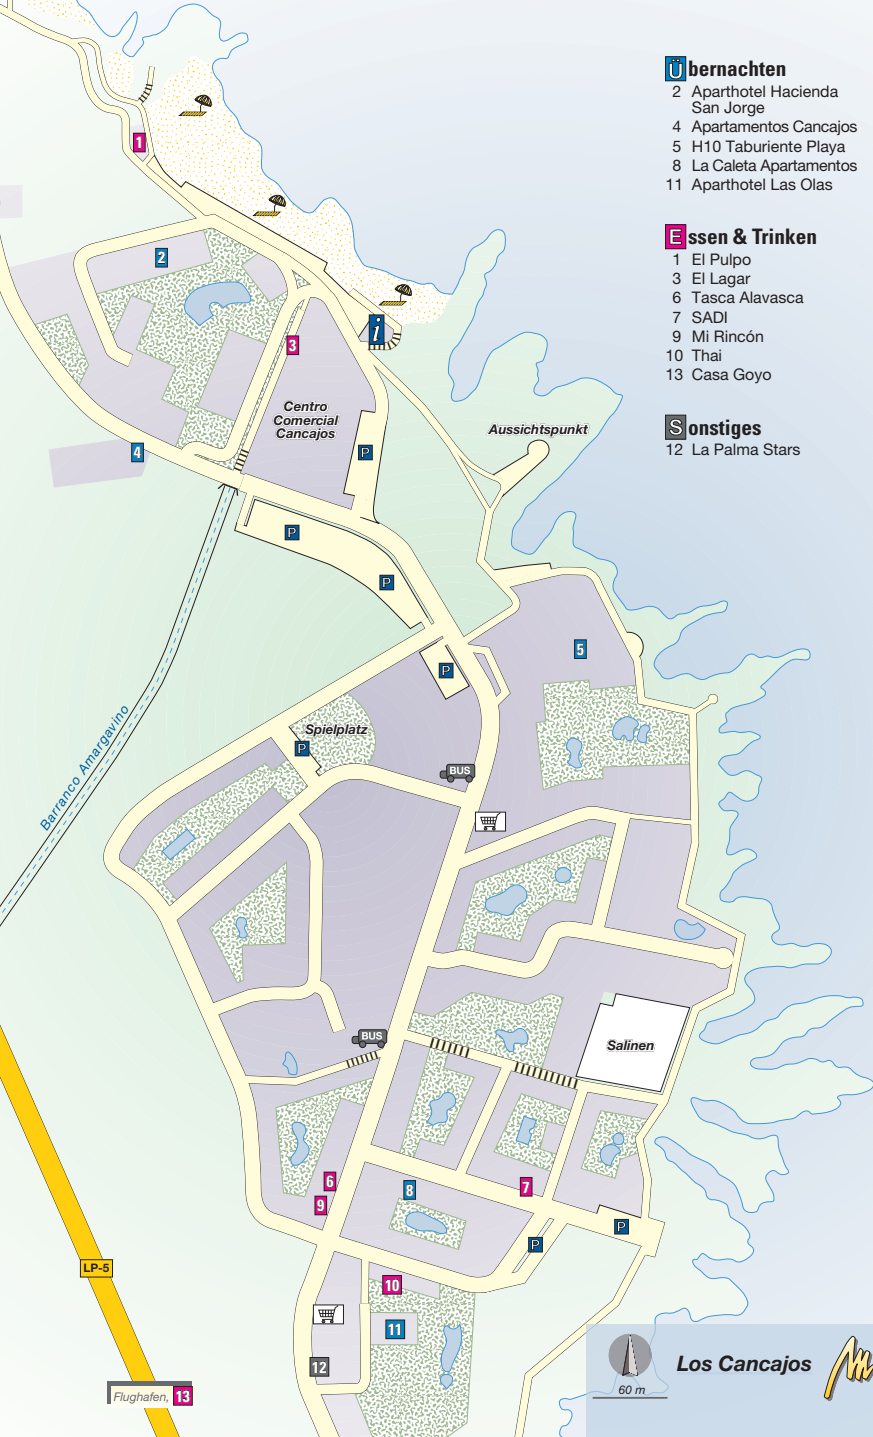 Übernachten
2 Aparthotel Hacienda
San Jorge
4 Apartamentos Cancajos
5 H10 Taburiente Playa
8 La Caleta Apartamentos
11 Aparthotel Las Olas
Essen & Trinken
1 El Pulpo
3 El Lagar
6 Tasca Alavasca
7 SADI
9 Mi Rincón
10 Thai
13 Casa Goyo
Sonstiges
12 La Palma Stars
1
2
i
3
Centro
Comercial
Cancajos
Aussichtspunkt
4
P
P
P
5
P
Spielplatz
P
Barranco Amargavino
BUS
BUS
Salinen
6
7
8
9
P
P
LP-5
10
11
12
Flughafen, 13
Los Cancajos
60 m